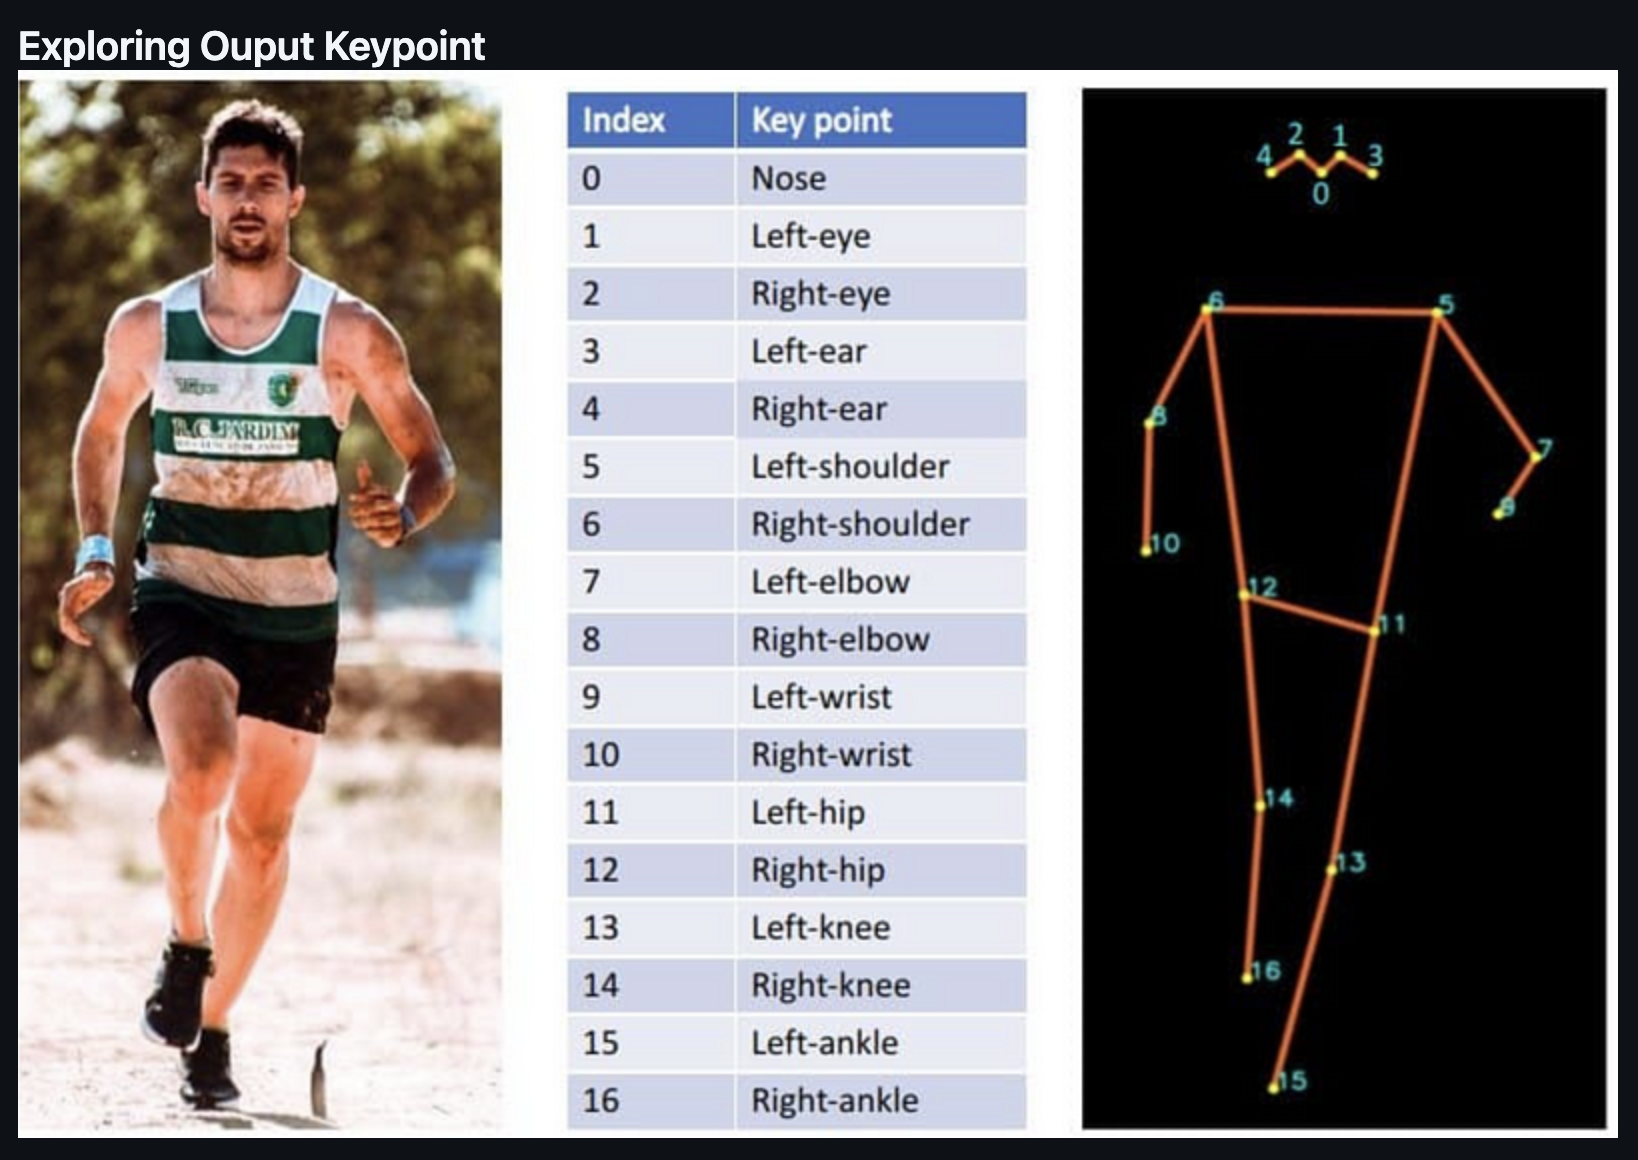 Exploring Ouput Keypoint
R.C. JARDIM
Index Key point
0 Nose
1 Left-eye
2 Right-eye
3 Left-ear
4 Right-ear
5 Left-shoulder
6 Right-shoulder
7 Left-elbow
8 Right-elbow
9 Left-wrist
10 Right-wrist
11 Left-hip
12 Right-hip
13 Left-knee
14 Right-knee
15 Left-ankle
16 Right-ankle
2 1
4 3
0
6 5
8
7
9
10
12
11
14
13
16
15